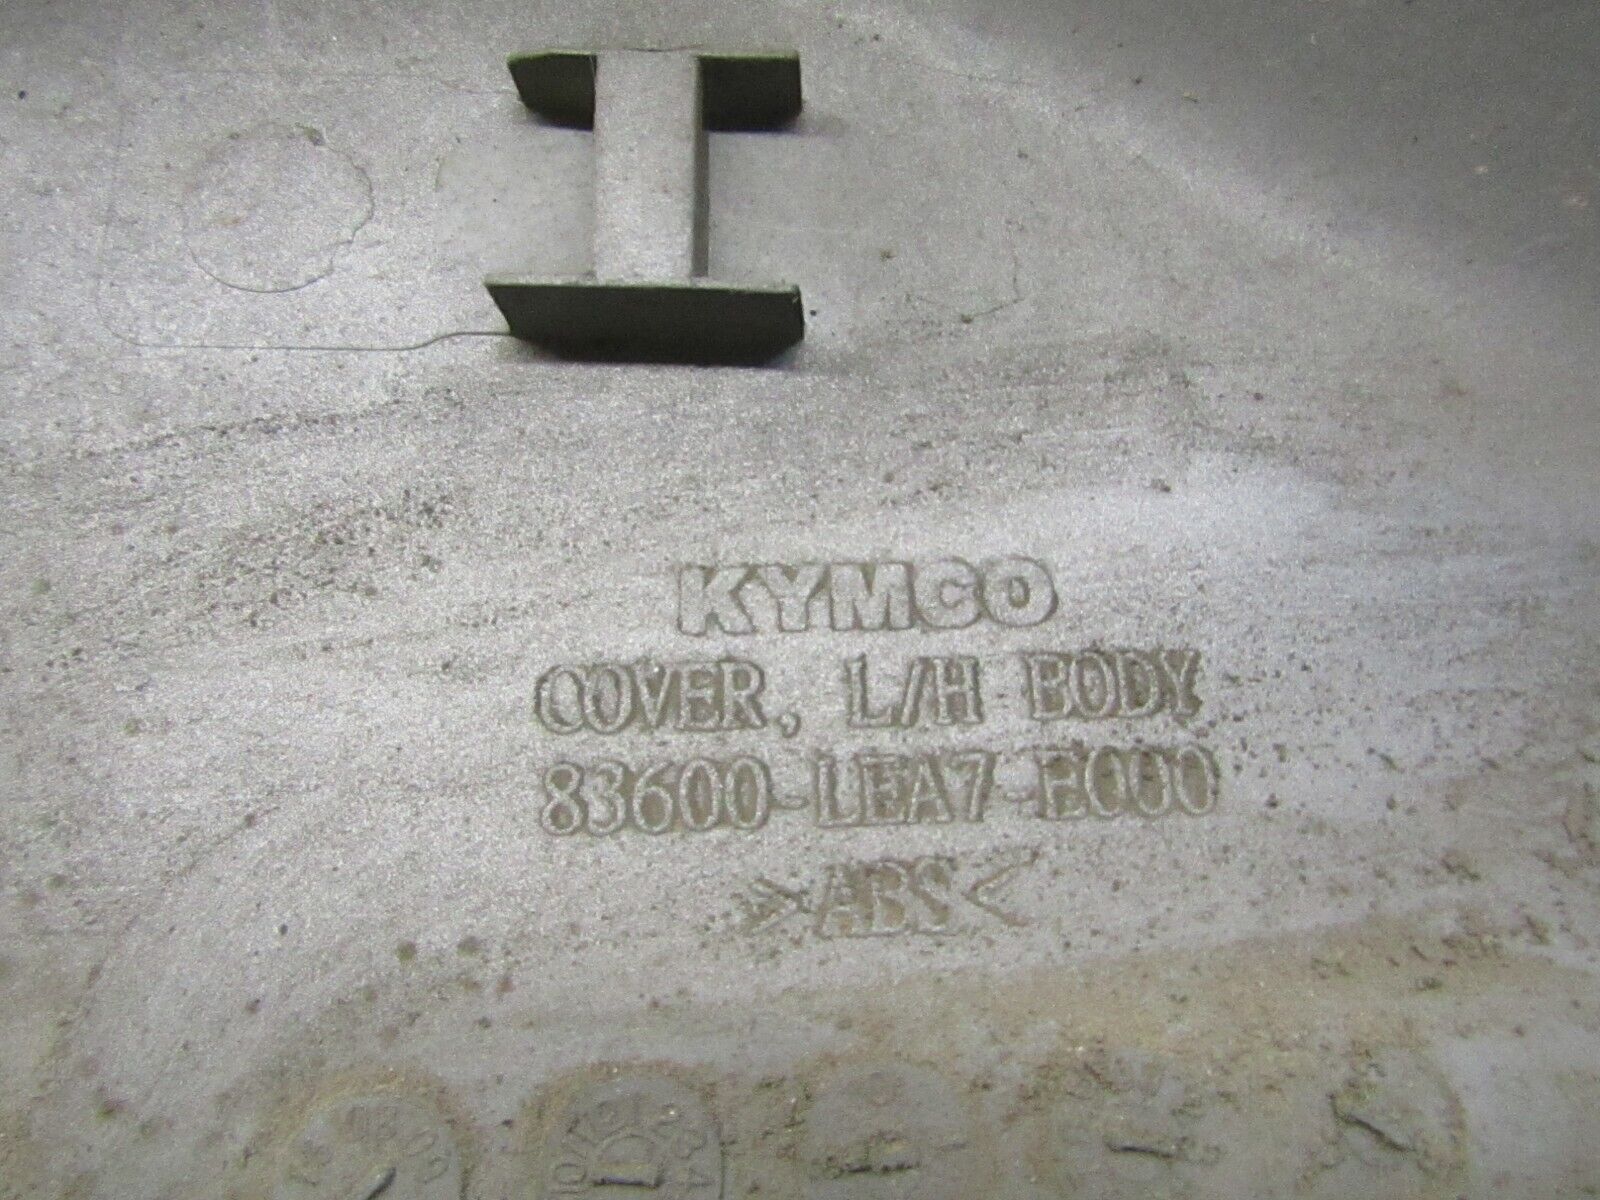 KYMCO
COVER, L/H BODY
83600-LEA7-E000
>ABS<